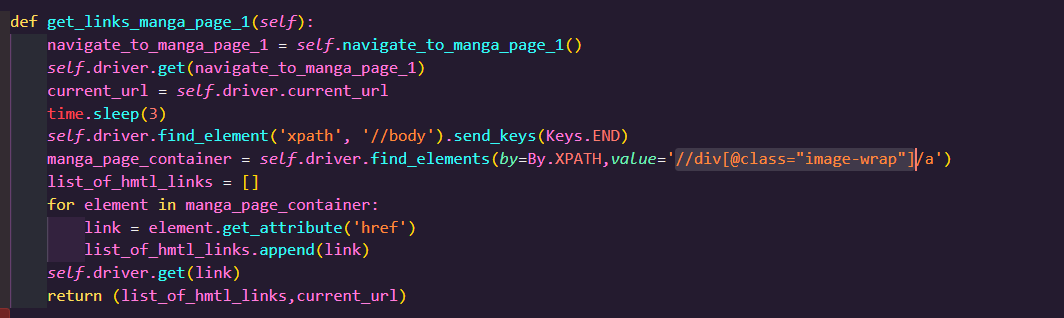 def get_links_manga_page_1(self):
    navigate_to_manga_page_1 = self.navigate_to_manga_page_1()
    self.driver.get(navigate_to_manga_page_1)
    current_url = self.driver.current_url
    time.sleep(3)
    self.driver.find_element('xpath', '//body').send_keys(Keys.END)
    manga_page_container = self.driver.find_elements(by=By.XPATH,value='//div[@class="image-wrap"]/a')
    list_of_hmtl_links = []
    for element in manga_page_container:
        link = element.get_attribute('href')
        list_of_hmtl_links.append(link)
    self.driver.get(link)
    return (list_of_hmtl_links,current_url)